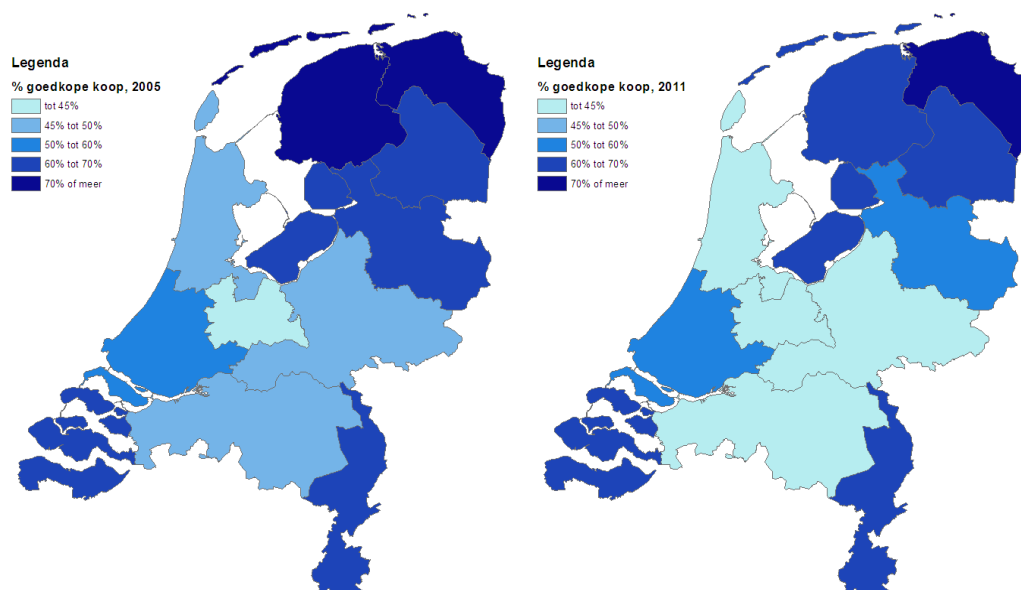 Legenda
% goedkope koop, 2005
tot 45%
45% tot 50%
50% tot 60%
60% tot 70%
70% of meer
Legenda
% goedkope koop, 2011
tot 45%
45% tot 50%
50% tot 60%
60% tot 70%
70% of meer